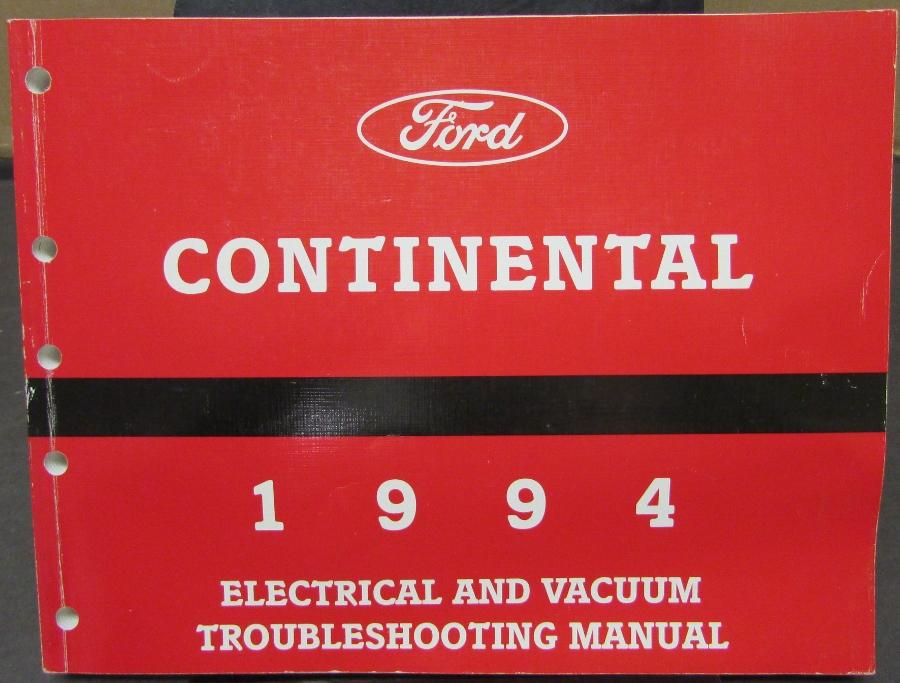 Ford
CONTINENTAL
1 9 9 4
ELECTRICAL AND VACUUM
TROUBLESHOOTING MANUAL